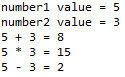 number1 value = 5
number2 value = 3
5 + 3 = 8
5 * 3 = 15
5 - 3 = 2